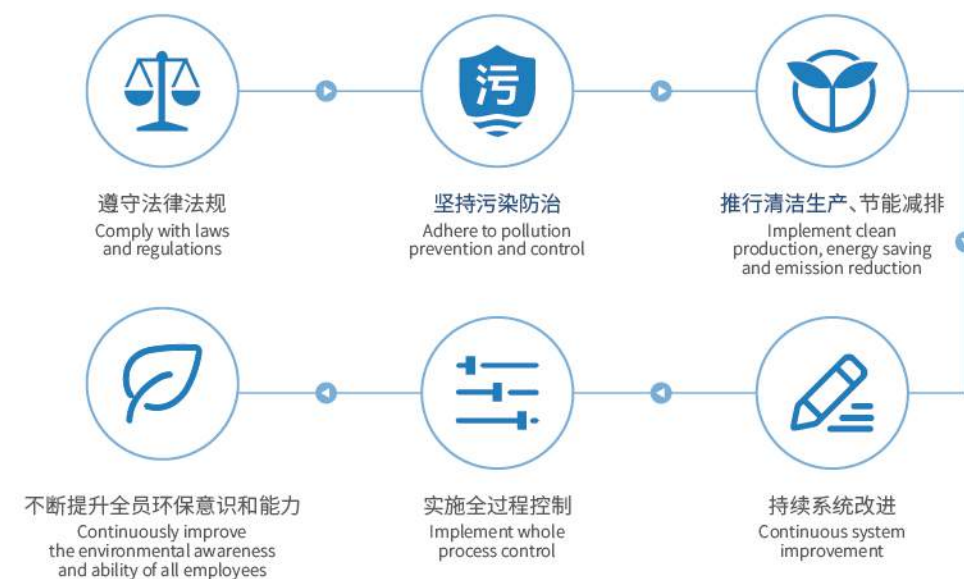 污
遵守法律法规
Comply with laws
and regulations
坚持污染防治
Adhere to pollution
prevention and control
推行清洁生产、节能减排
Implement clean
production, energy saving
and emission reduction
不断提升全员环保意识和能力
Continuously improve
the environmental awareness
and ability of all employees
实施全过程控制
Implement whole
process control
持续系统改进
Continuous system
improvement